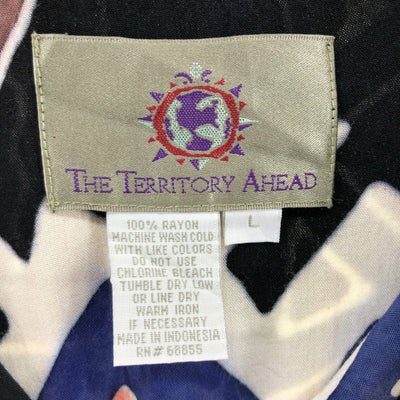 THE TERRITORY AHEAD
L
100% RAYON
MACHINE WASH COLD
WITH LIKE COLORS
DO NOT USE
CHLORINE BLEACH
TUMBLE DRY LOW
OR LINE DRY
WARM IRON
IF NECESSARY
MADE IN INDONESIA
RN# 68855